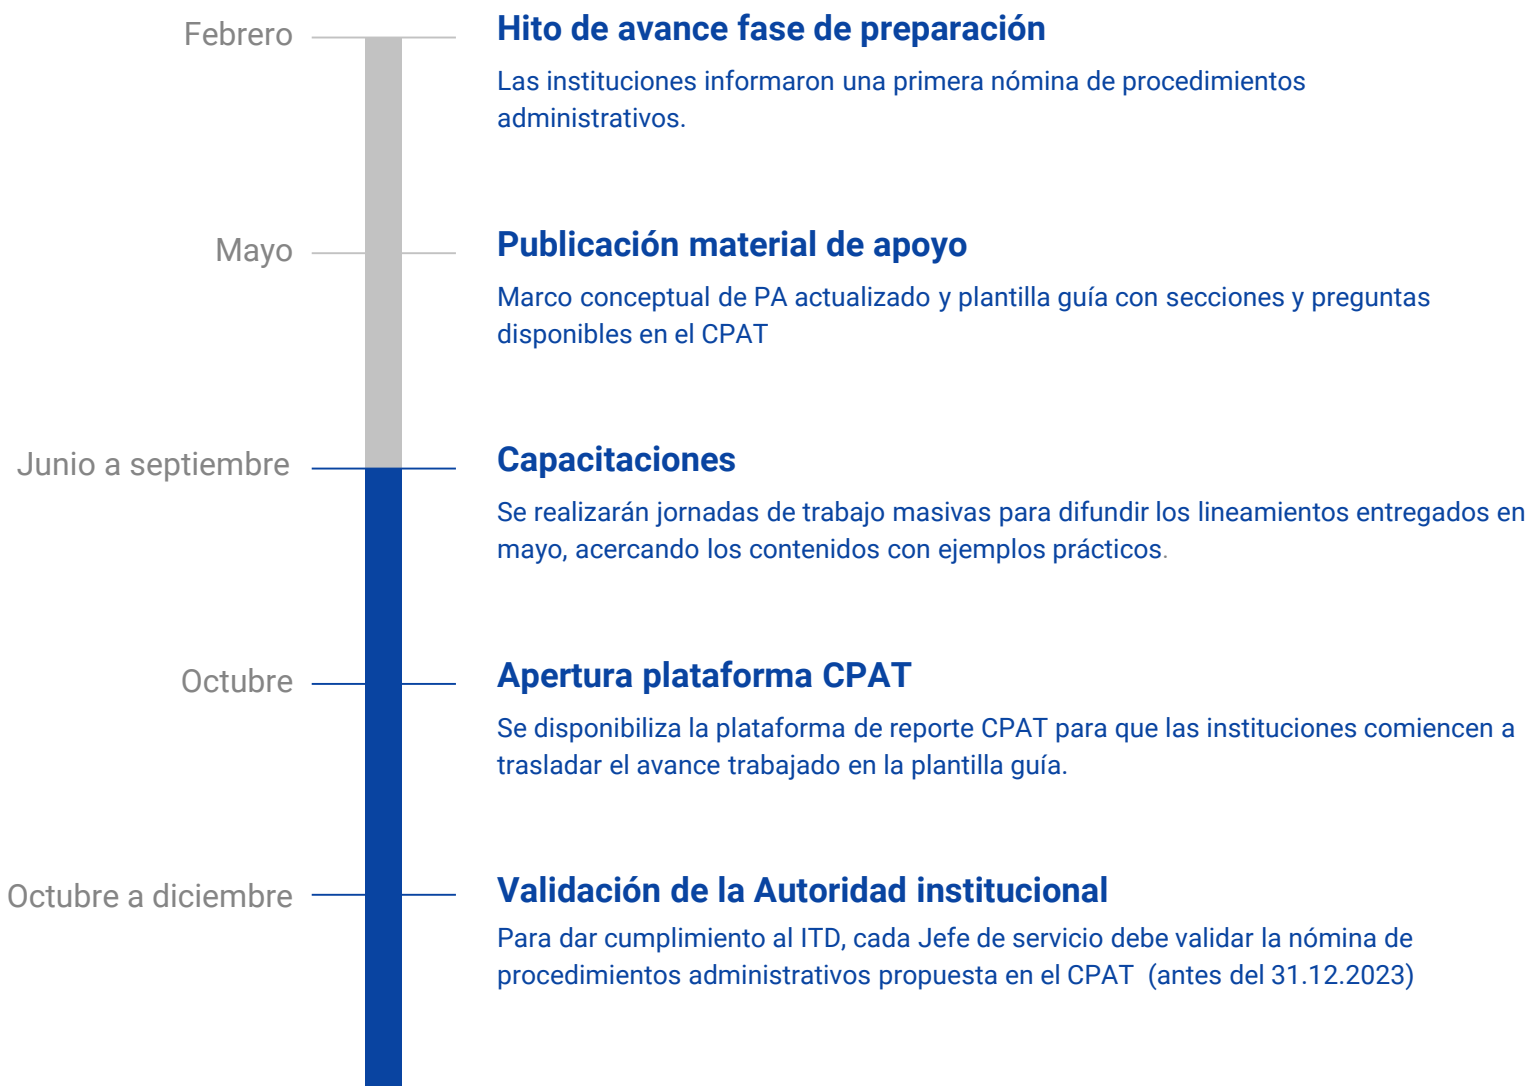 Febrero
Hito de avance fase de preparación
Las instituciones informaron una primera nómina de procedimientos
administrativos.
Mayo
Publicación material de apoyo
Marco conceptual de PA actualizado y plantilla guía con secciones y preguntas
disponibles en el CPAT
Junio a septiembre
Capacitaciones
Se realizarán jornadas de trabajo masivas para difundir los lineamientos entregados en
mayo, acercando los contenidos con ejemplos prácticos.
Octubre
Apertura plataforma CPAT
Se disponibiliza la plataforma de reporte CPAT para que las instituciones comiencen a
trasladar el avance trabajado en la plantilla guía.
Octubre a diciembre
Validación de la Autoridad institucional
Para dar cumplimiento al ITD, cada Jefe de servicio debe validar la nómina de
procedimientos administrativos propuesta en el CPAT (antes del 31.12.2023)